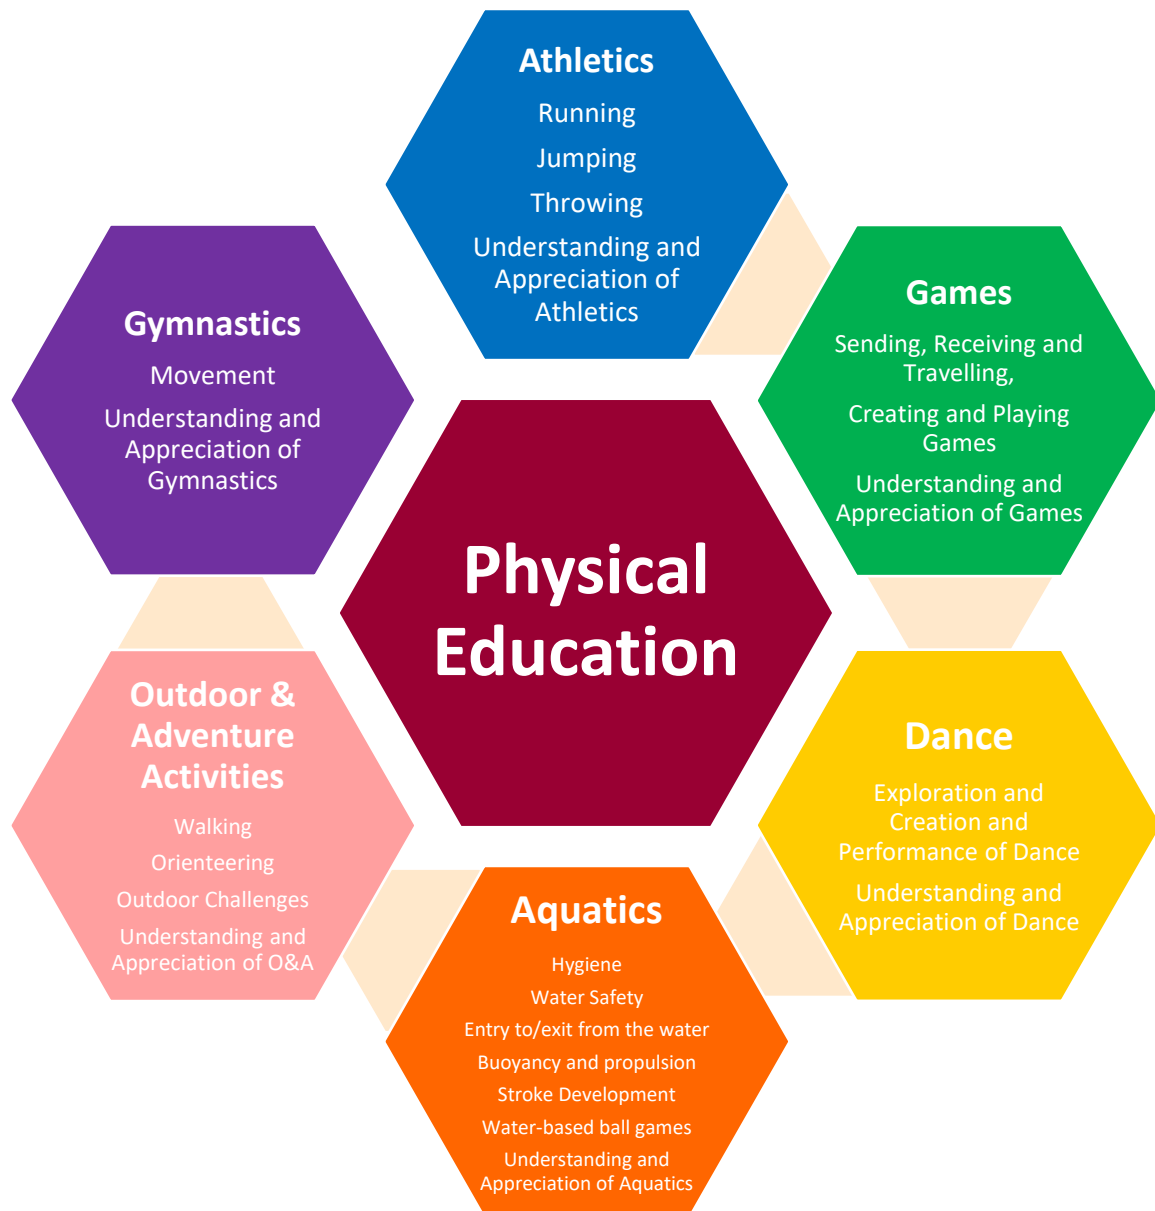 Athletics
Running
Jumping
Throwing
Understanding and
Appreciation of
Athletics
Games
Sending, Receiving and
Travelling,
Creating and Playing
Games
Understanding and
Appreciation of Games
Dance
Exploration and
Creation and
Performance of Dance
Understanding and
Appreciation of Dance
Aquatics
Hygiene
Water Safety
Entry to/exit from the water
Buoyancy and propulsion
Stroke Development
Water-based ball games
Understanding and
Appreciation of Aquatics
Outdoor &
Adventure
Activities
Walking
Orienteering
Outdoor Challenges
Understanding and
Appreciation of O&A
Gymnastics
Movement
Understanding and
Appreciation of
Gymnastics
Physical
Education